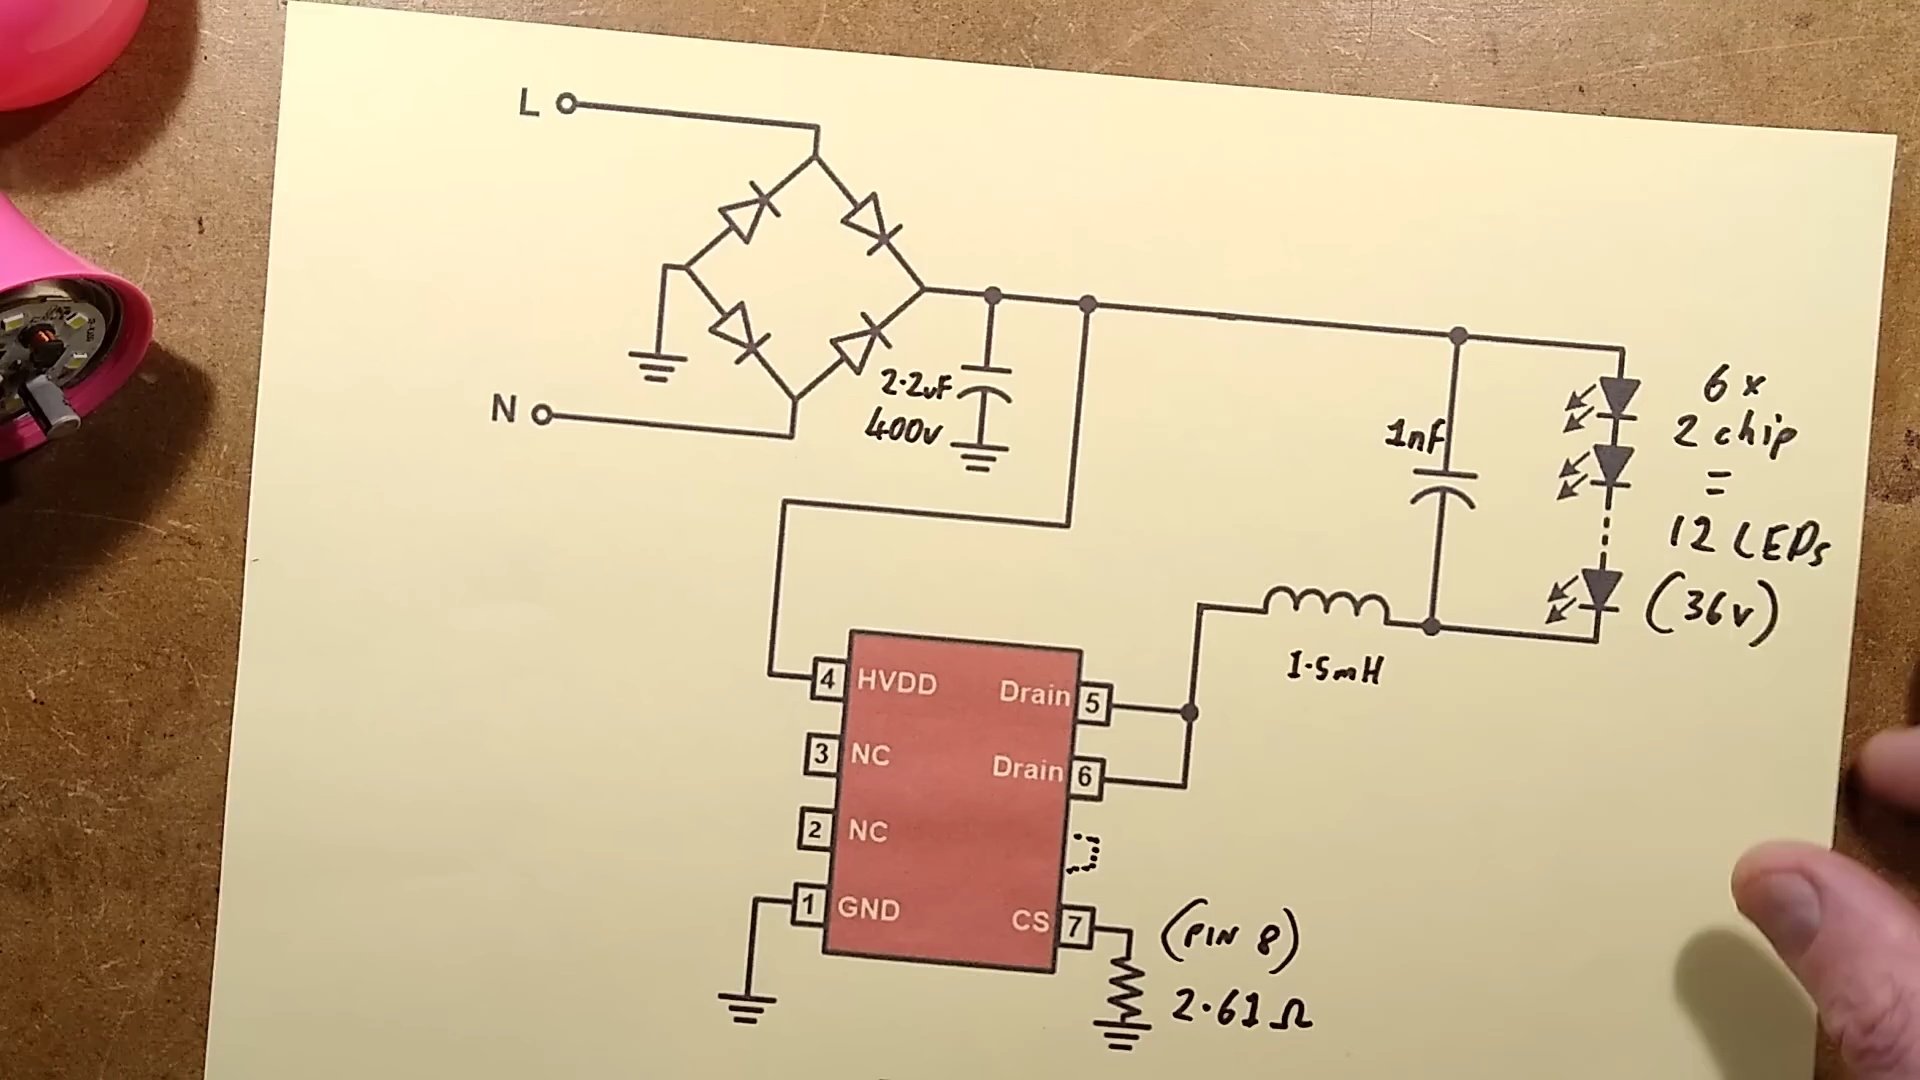 L
N
2.2uF
400v
1nF
6 x
2 chip
=
12 LEDs
(36v)
1.5mH
4 HVDD
3 NC
2 NC
1 GND
Drain 5
Drain 6
CS 7
(PIN 8)
2.61Ω